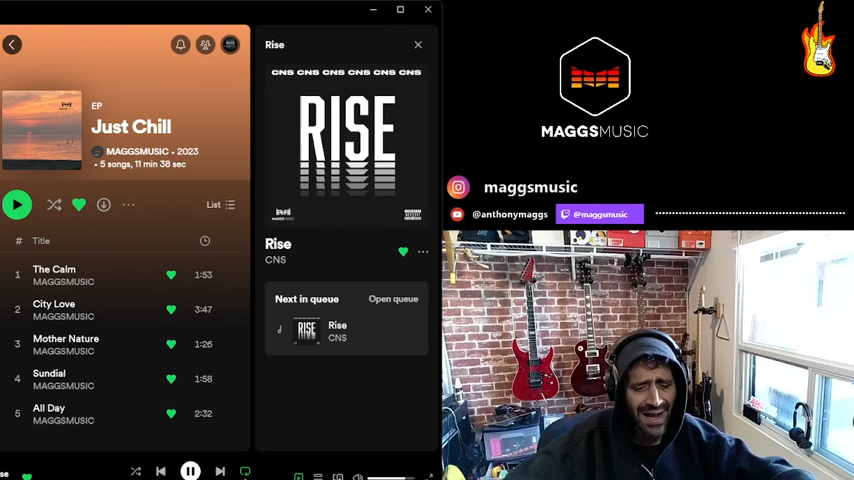 Rise
EP
Just Chill
MAGGSMUSIC • 2023
• 5 songs, 11 min 38 sec
List
# Title
1 The Calm 1:53
MAGGSMUSIC
2 City Love 3:47
MAGGSMUSIC
3 Mother Nature 1:26
MAGGSMUSIC
4 Sundial 1:58
MAGGSMUSIC
5 All Day 2:32
MAGGSMUSIC
CNS CNS CNS CNS CNS CNS
RISE
Rise
CNS
Next in queue Open queue
RISE
Rise
CNS
MAGGSMUSIC
maggsmusic
@anthonymaggs @maggsmusic